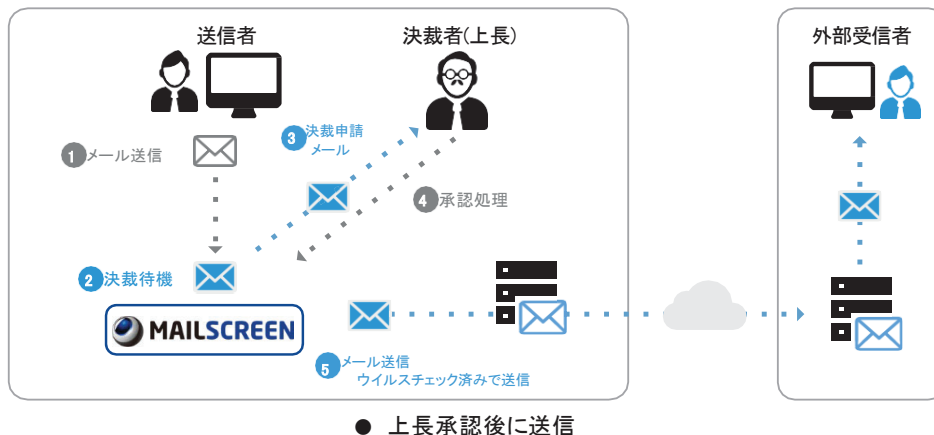 送信者
決裁者(上長)
外部受信者
1 メール送信
3 決裁申請
メール
4 承認処理
2 決裁待機
MAILSCREEN
5 メール送信
ウイルスチェック済みで送信
● 上長承認後に送信